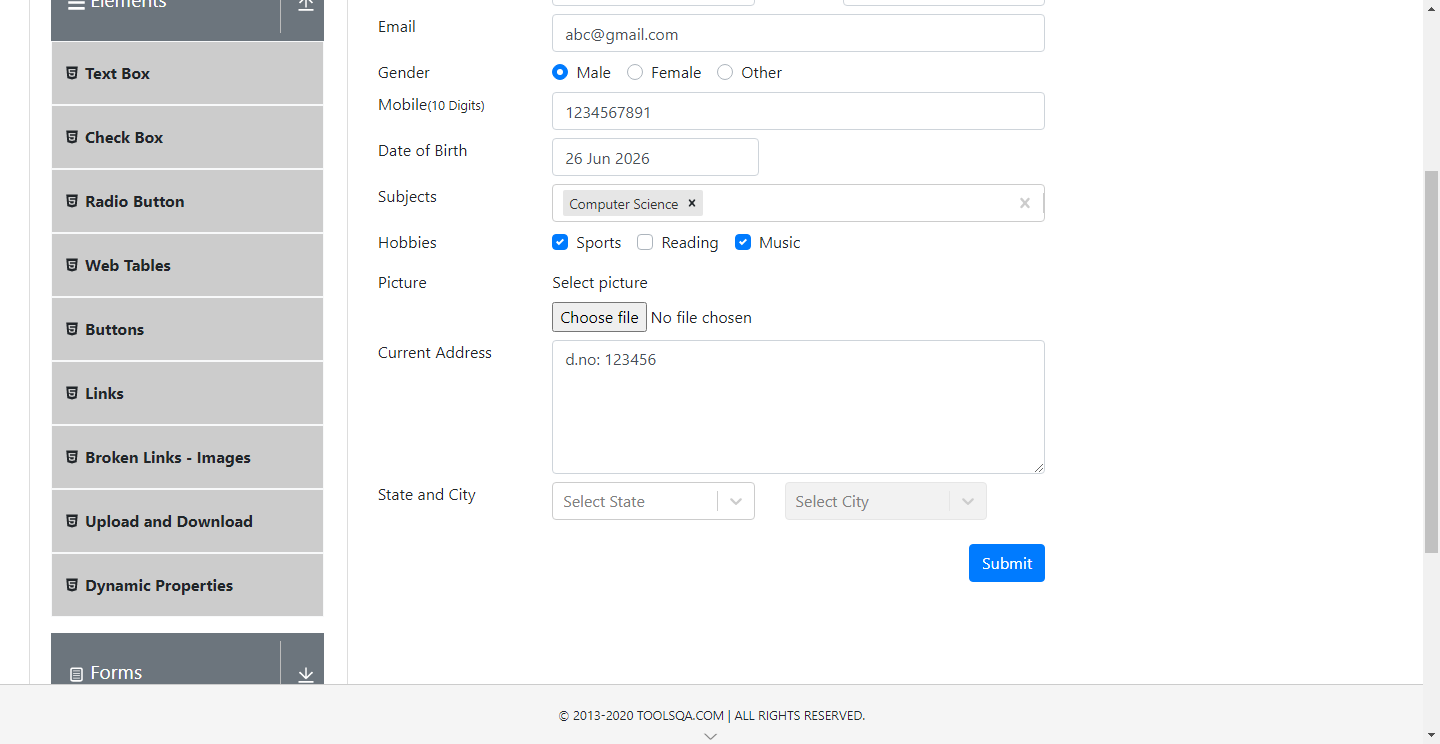 Elements
Text Box
Check Box
Radio Button
Web Tables
Buttons
Links
Broken Links - Images
Upload and Download
Dynamic Properties
Forms
Email
abc@gmail.com
Gender
Male Female Other
Mobile(10 Digits)
1234567891
Date of Birth
26 Jun 2026
Subjects
Computer Science
Hobbies
Sports Reading Music
Picture
Select picture
Choose file No file chosen
Current Address
d.no: 123456
State and City
Select State Select City
Submit
© 2013-2020 TOOLSQA.COM | ALL RIGHTS RESERVED.